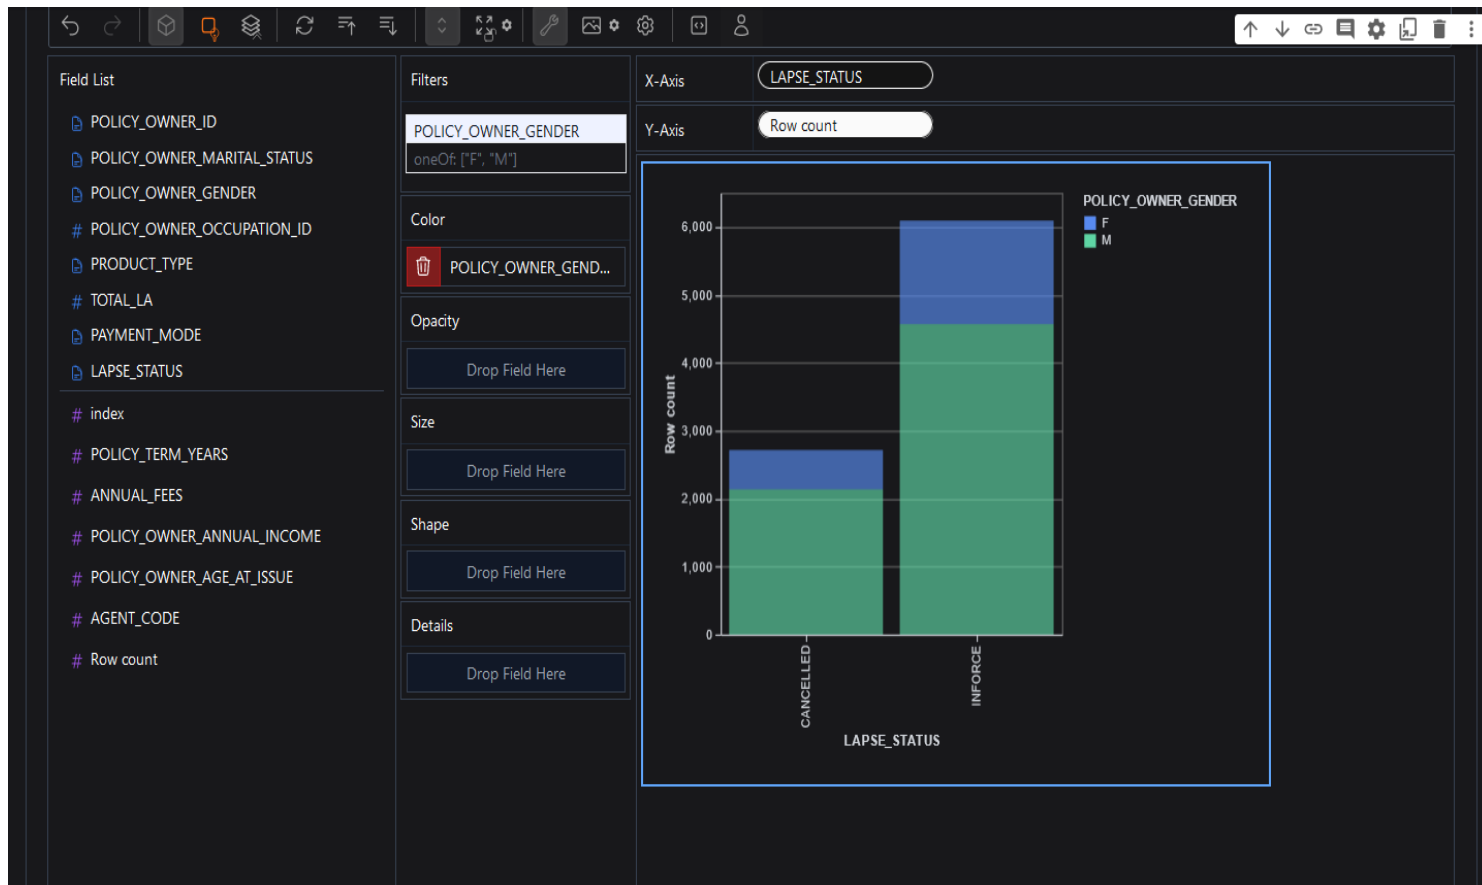 Field List
POLICY_OWNER_ID
POLICY_OWNER_MARITAL_STATUS
POLICY_OWNER_GENDER
# POLICY_OWNER_OCCUPATION_ID
PRODUCT_TYPE
# TOTAL_LA
PAYMENT_MODE
LAPSE_STATUS
# index
# POLICY_TERM_YEARS
# ANNUAL_FEES
# POLICY_OWNER_ANNUAL_INCOME
# POLICY_OWNER_AGE_AT_ISSUE
# AGENT_CODE
# Row count
Filters
POLICY_OWNER_GENDER
oneOf: ["F", "M"]
Color
POLICY_OWNER_GEND...
Opacity
Drop Field Here
Size
Drop Field Here
Shape
Drop Field Here
Details
Drop Field Here
X-Axis
LAPSE_STATUS
Y-Axis
Row count
POLICY_OWNER_GENDER
F
M
Row count
6,000
5,000
4,000
3,000
2,000
1,000
0
CANCELLED
INFORCE
LAPSE_STATUS